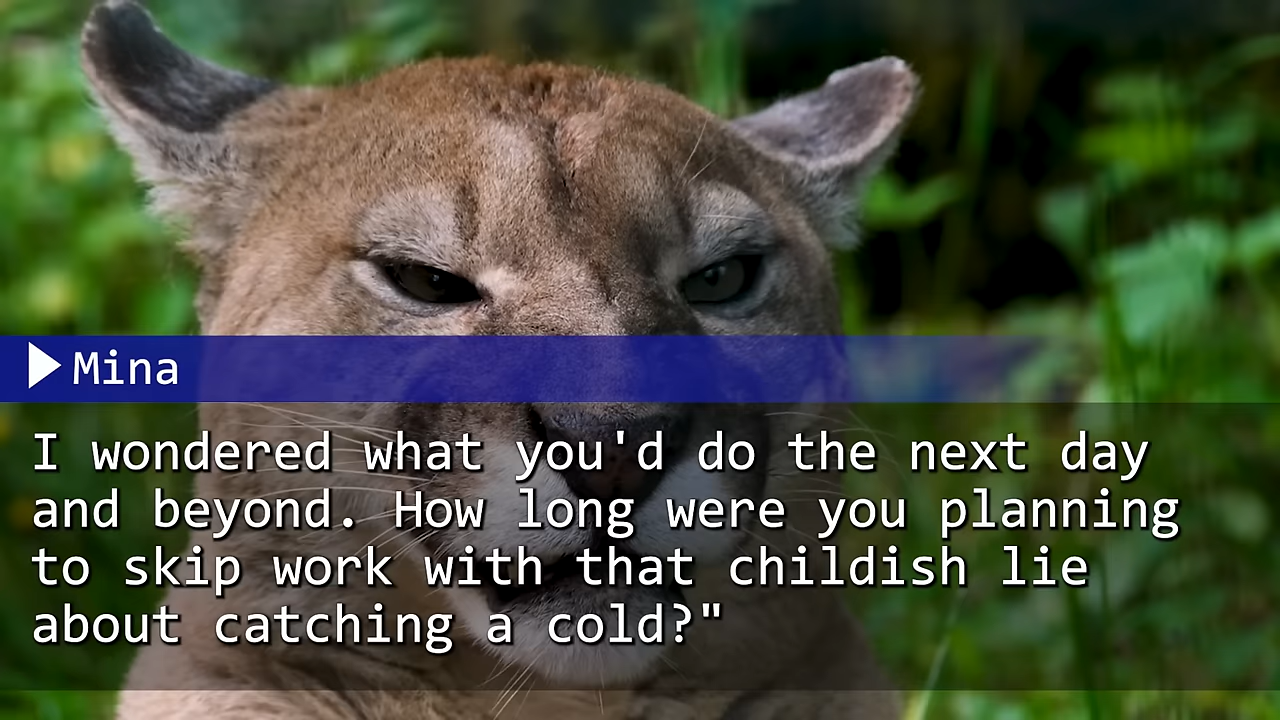 Mina
I wondered what you'd do the next day
and beyond. How long were you planning
to skip work with that childish lie
about catching a cold?"